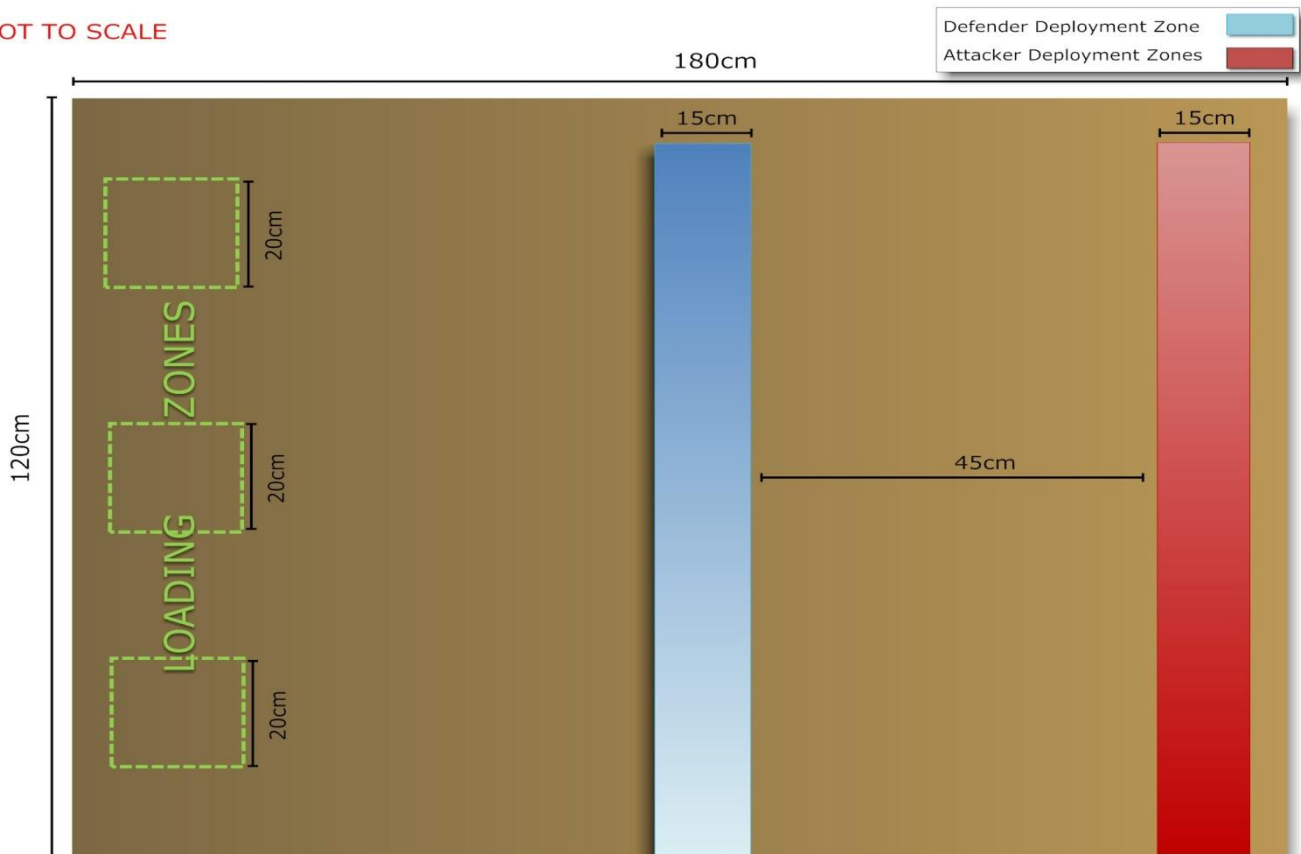 OT TO SCALE
Defender Deployment Zone
Attacker Deployment Zones
180cm
15cm
15cm
20cm
ZONES
120cm
20cm
45cm
LOADING
20cm